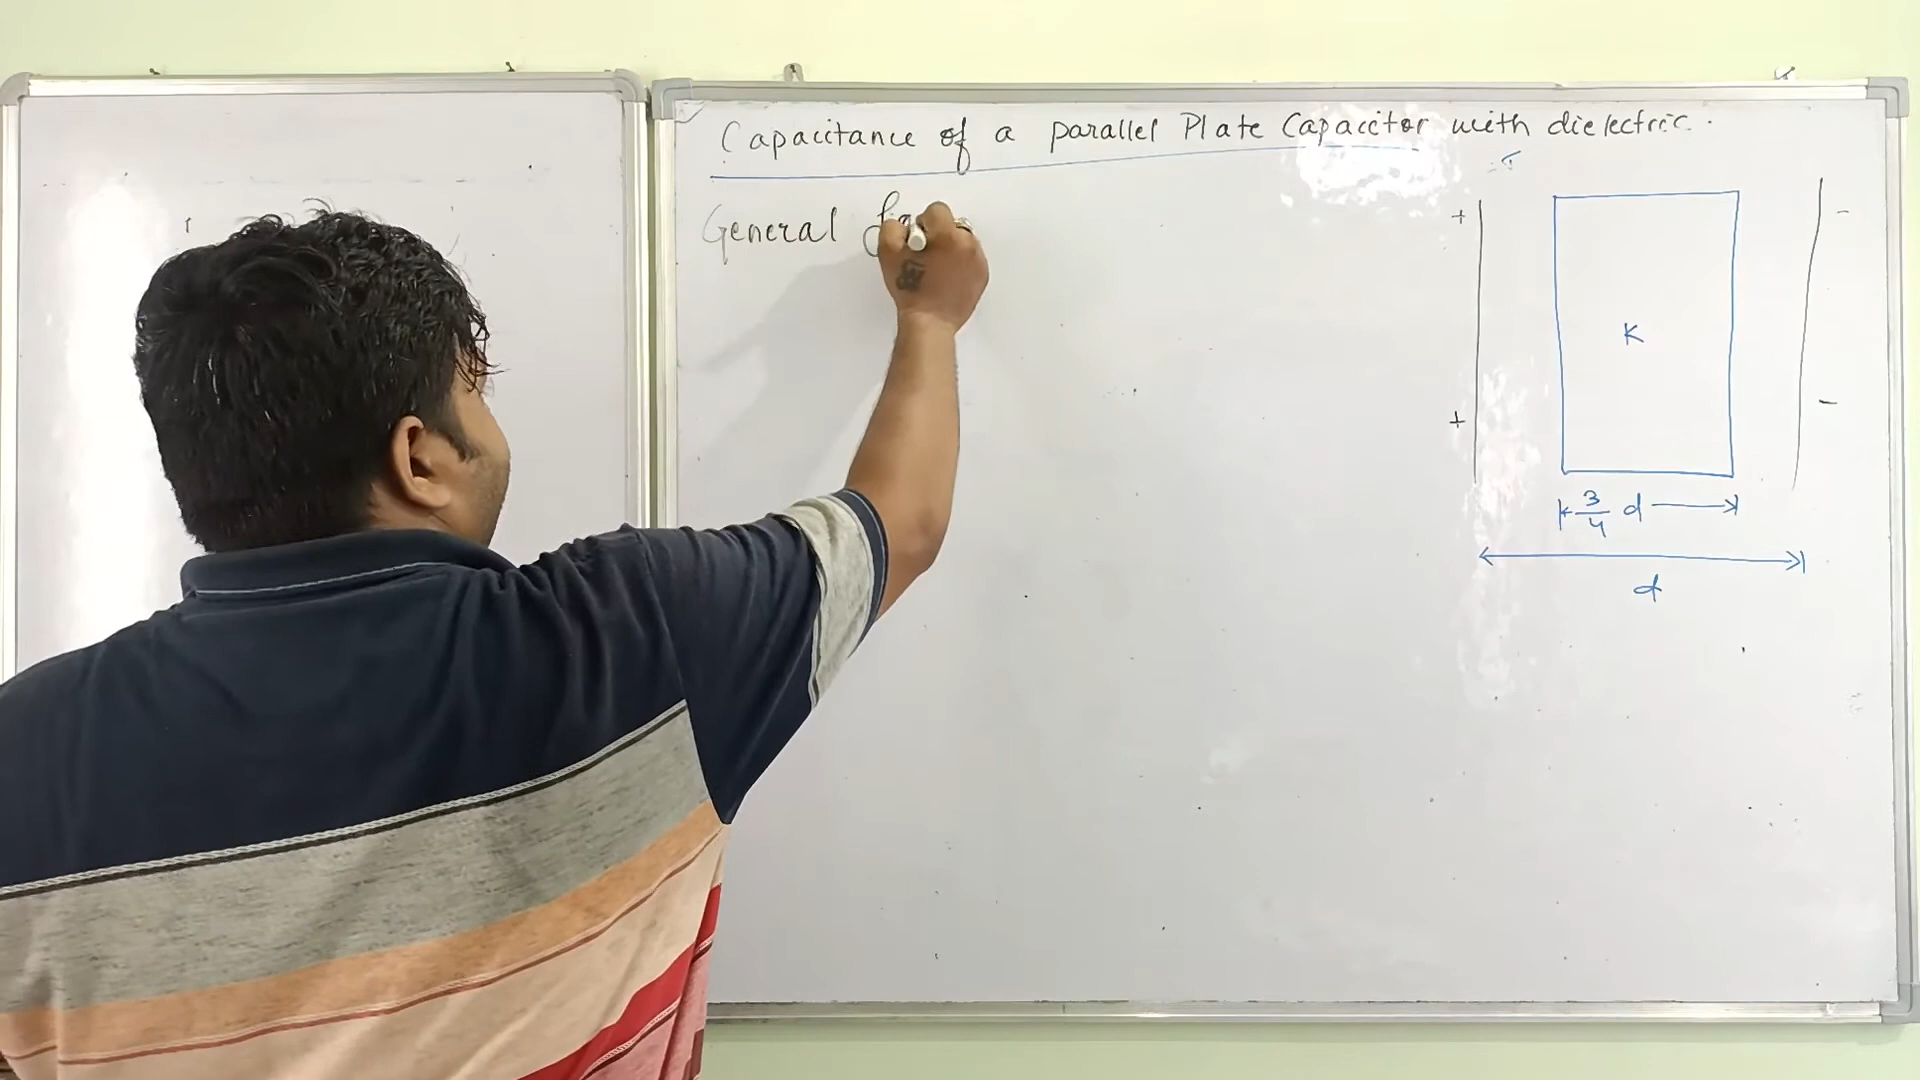 Capacitance of a parallel Plate Capacitor with dielectric.
General
+ -
K
+ -
3/4 d
d